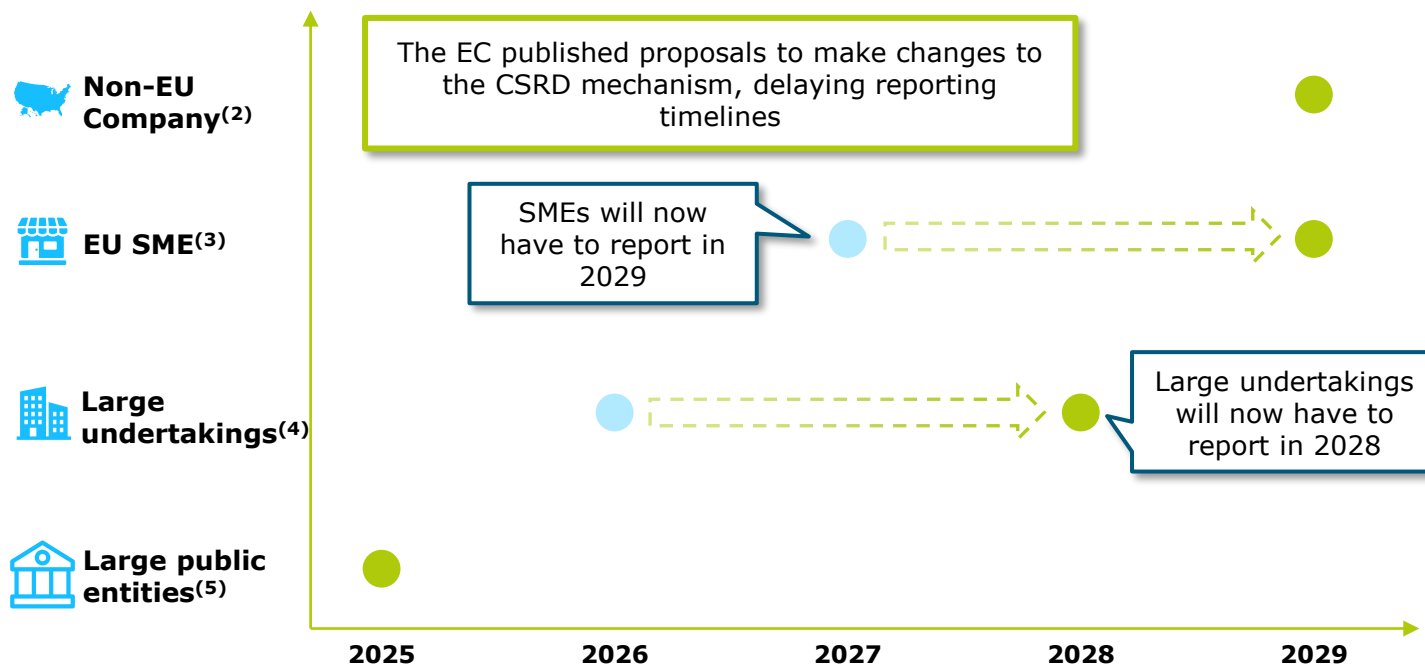 The EC published proposals to make changes to
the CSRD mechanism, delaying reporting
timelines
Non-EU
Company(2)
EU SME(3)
SMEs will now
have to report in
2029
Large
undertakings(4)
Large undertakings
will now have to
report in 2028
Large public
entities(5)
2025 2026 2027 2028 2029